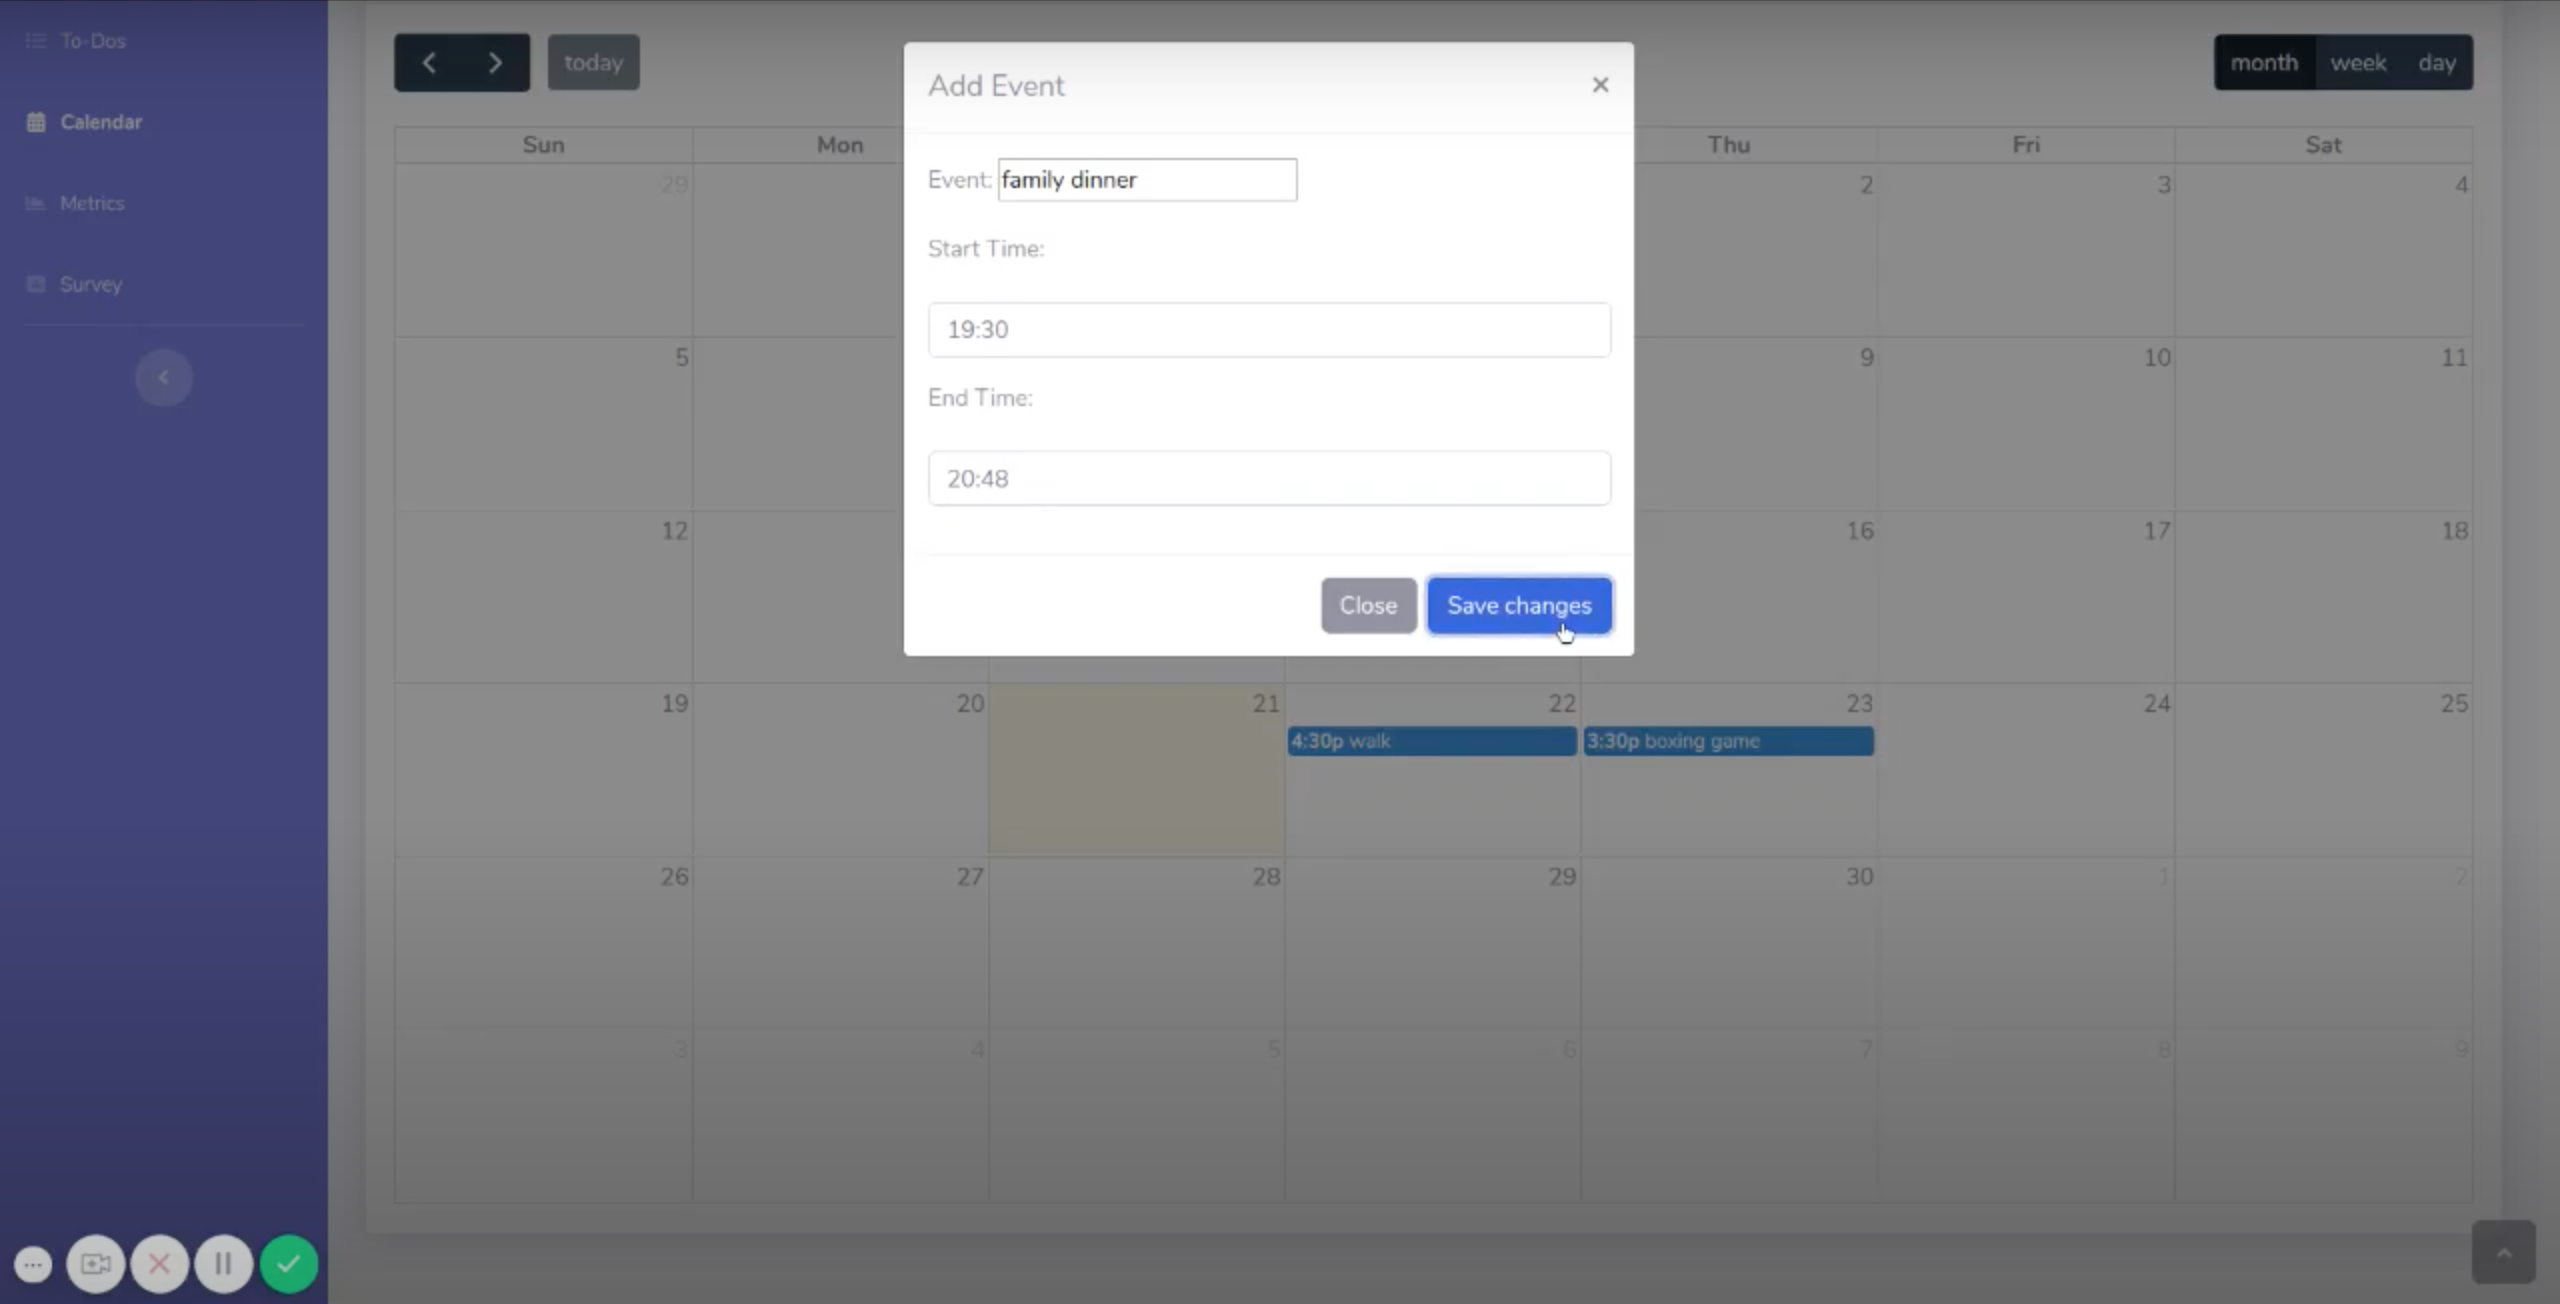 To-Dos
Calendar
Metrics
Survey
today
month week day
Sun Mon Thu Fri Sat
Add Event
×
Event: family dinner
Start Time:
19:30
End Time:
20:48
Close Save changes
29 2 3 4
5 9 10 11
12 16 17 18
19 20 21 22 23 24 25
4:30p walk 3:30p boxing game
26 27 28 29 30 1 2
3 4 5 6 7 8 9